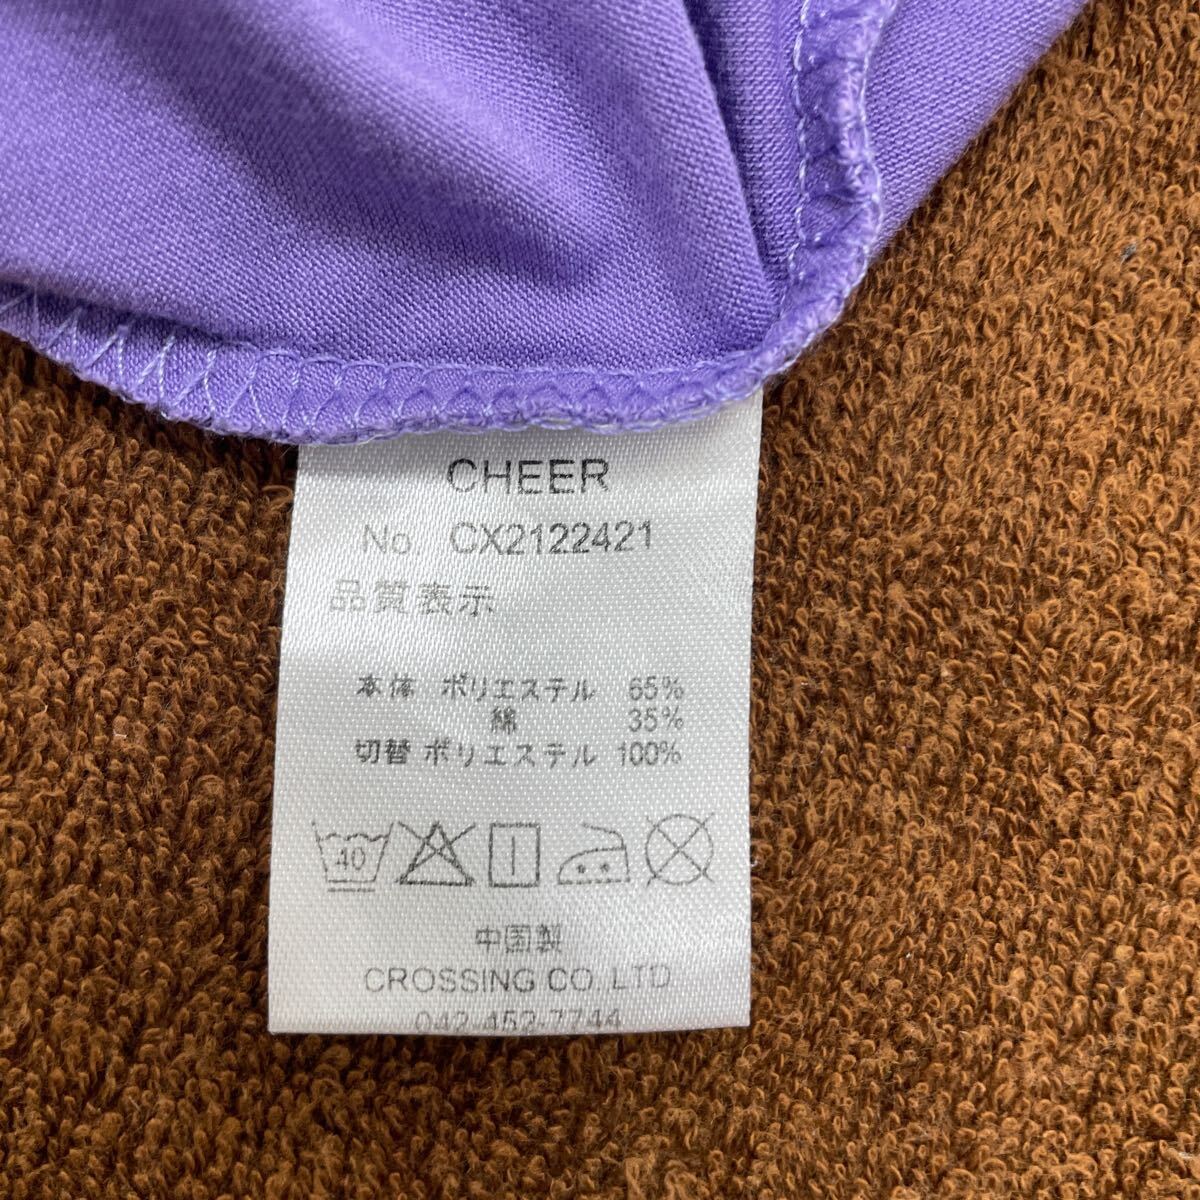 CHEER
No CX2122421
品質表示
本体 ポリエステル 65%
綿 35%
切替 ポリエステル 100%
40
中国製
CROSSING CO. LTD
042-452-7744